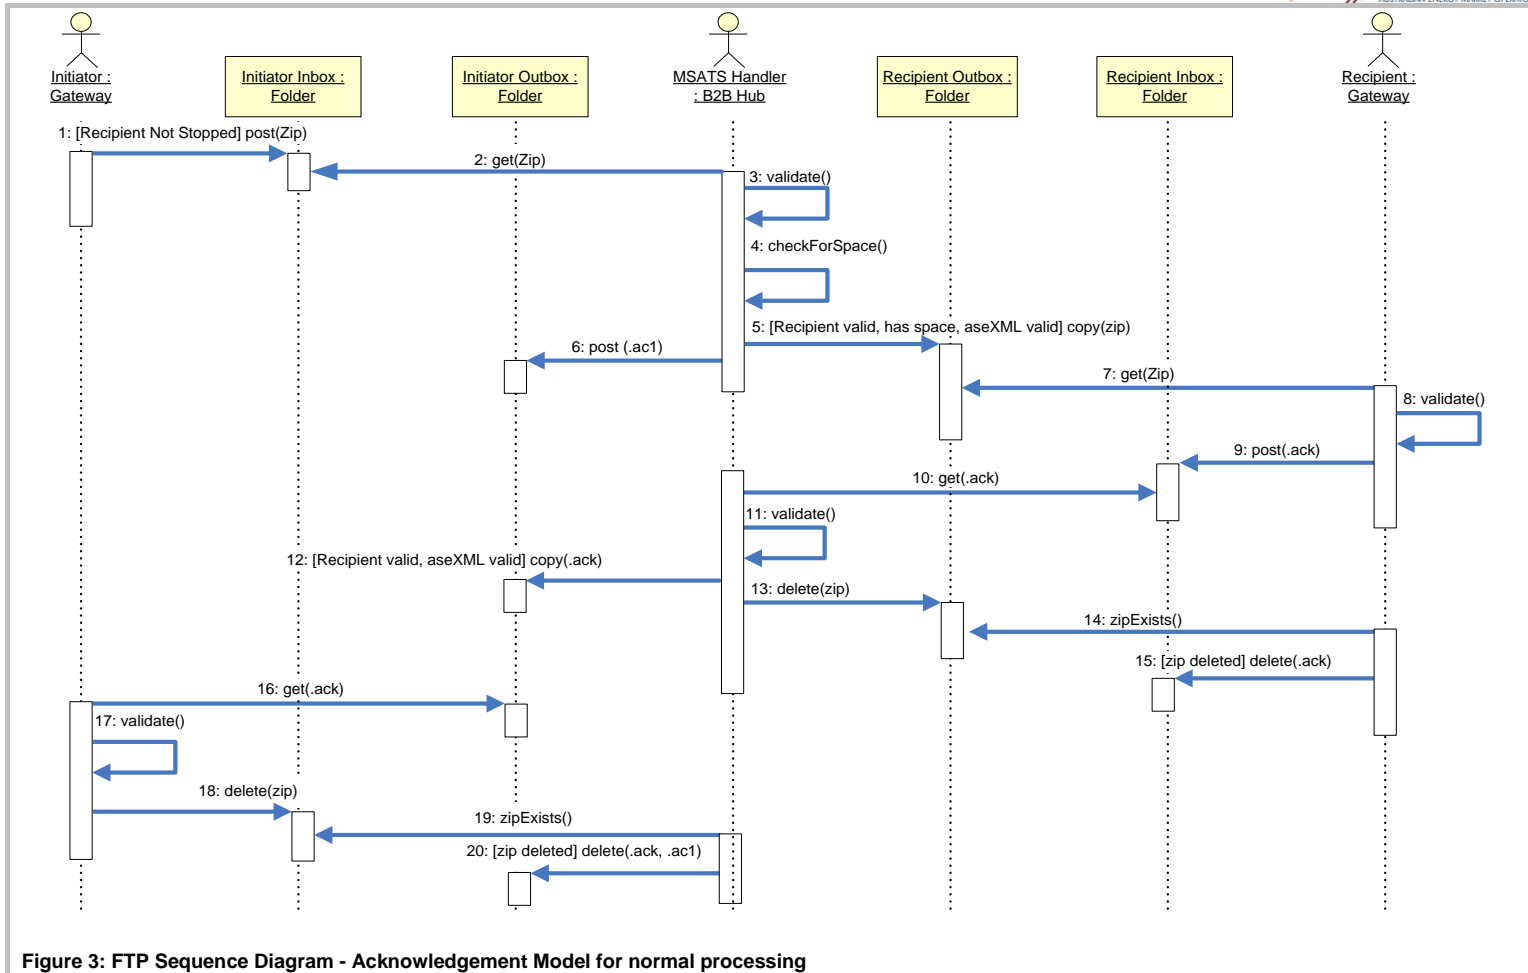 AUSTRALIAN ENERGY MARKET OPERATOR
Initiator :
Gateway
Initiator Inbox :
Folder
Initiator Outbox :
Folder
MSATS Handler
: B2B Hub
Recipient Outbox :
Folder
Recipient Inbox :
Folder
Recipient :
Gateway
1: [Recipient Not Stopped] post(Zip)
2: get(Zip)
3: validate()
4: checkForSpace()
5: [Recipient valid, has space, aseXML valid] copy(zip)
6: post (.ac1)
7: get(Zip)
8: validate()
9: post(.ack)
10: get(.ack)
11: validate()
12: [Recipient valid, aseXML valid] copy(.ack)
13: delete(zip)
14: zipExists()
15: [zip deleted] delete(.ack)
16: get(.ack)
17: validate()
18: delete(zip)
19: zipExists()
20: [zip deleted] delete(.ack, .ac1)
Figure 3: FTP Sequence Diagram - Acknowledgement Model for normal processing